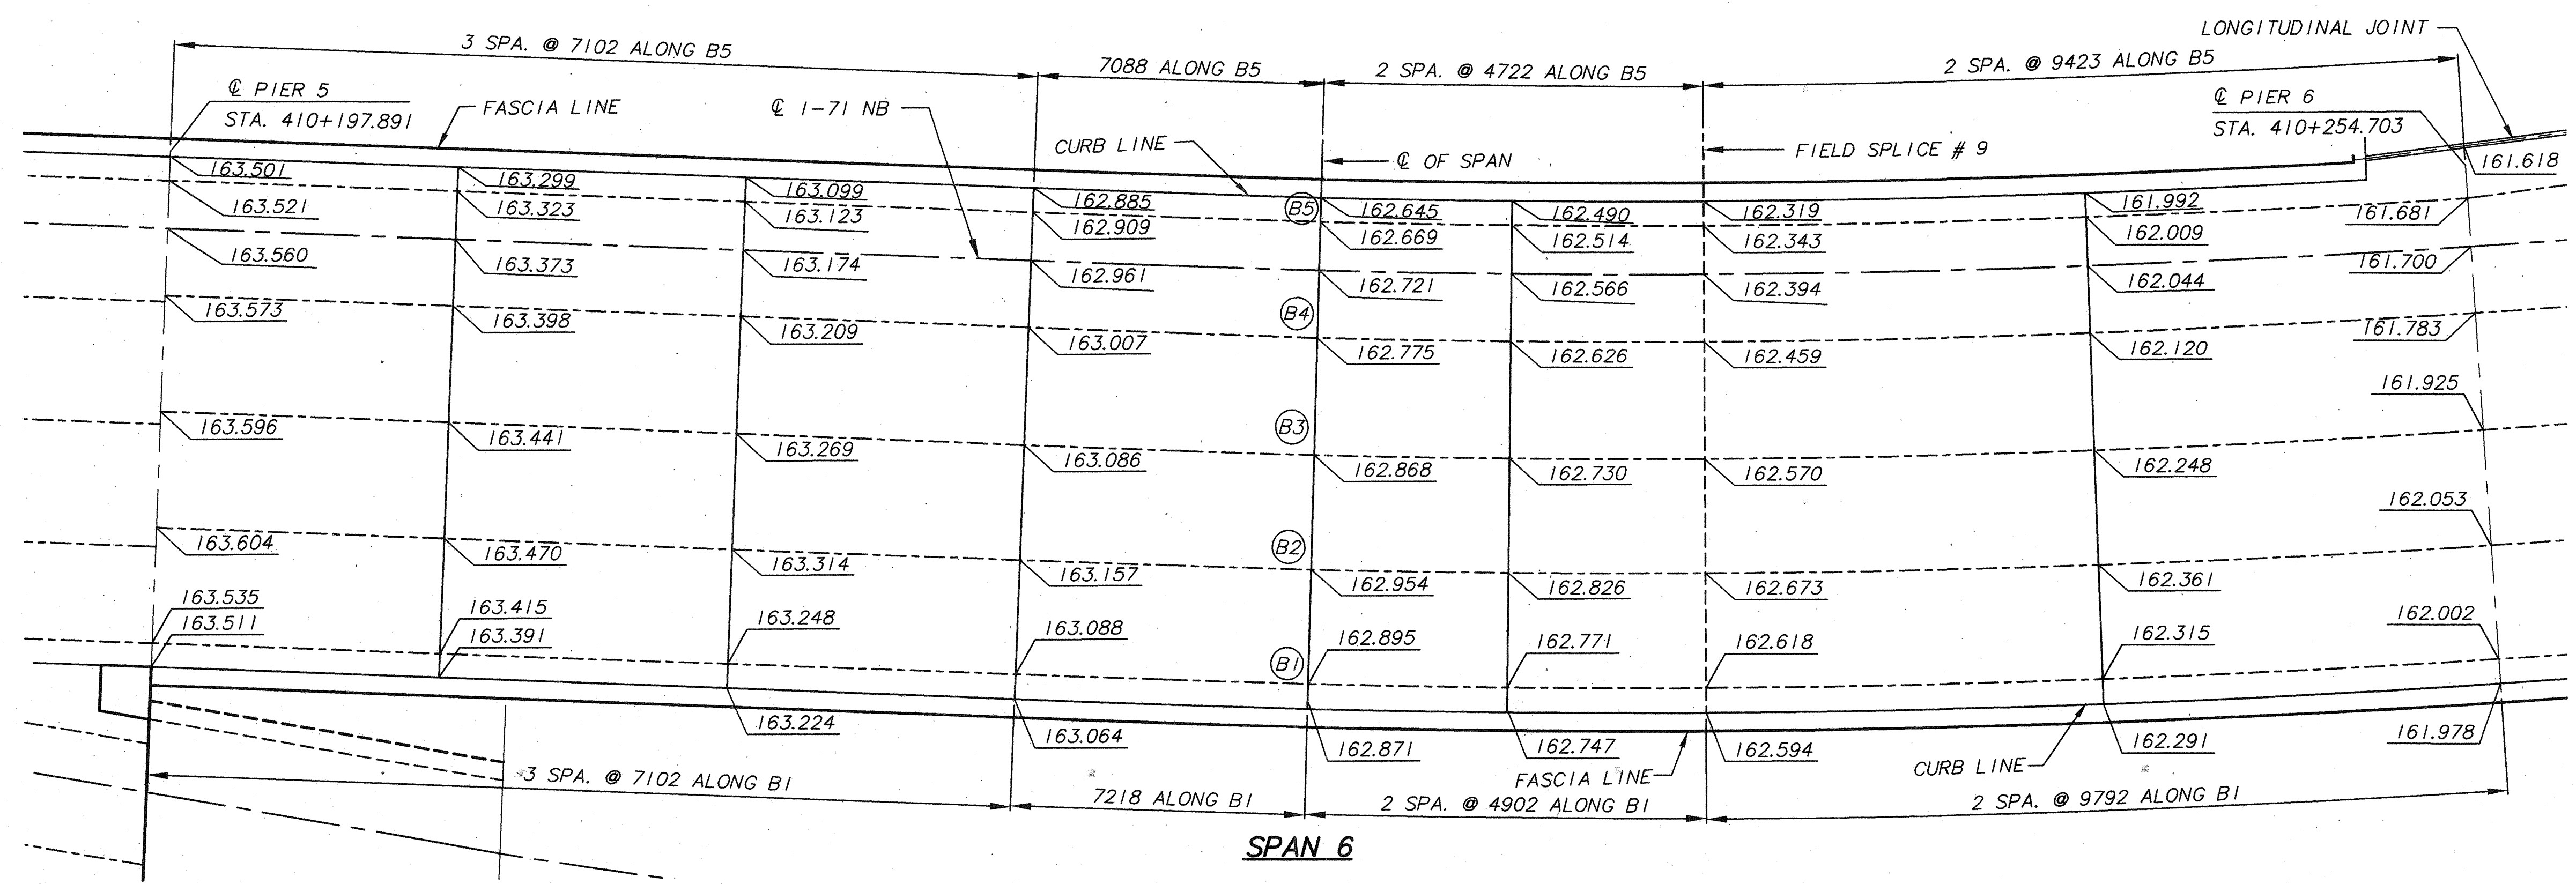 LONGITUDINAL JOINT
3 SPA. @ 7102 ALONG B5
7088 ALONG B5
2 SPA. @ 4722 ALONG B5
2 SPA. @ 9423 ALONG B5
℄ PIER 5
STA. 410+197.891
FASCIA LINE
℄ I-71 NB
CURB LINE
℄ OF SPAN
FIELD SPLICE # 9
℄ PIER 6
STA. 410+254.703
163.501
163.299
163.099
162.885
B5
162.645
162.490
162.319
161.992
161.618
163.521
163.323
163.123
162.909
162.669
162.514
162.343
162.009
161.681
163.560
163.373
163.174
162.961
162.721
162.566
162.394
162.044
161.700
163.573
163.398
163.209
163.007
B4
162.775
162.626
162.459
162.120
161.783
163.596
163.441
163.269
163.086
B3
162.868
162.730
162.570
162.248
161.925
163.604
163.470
163.314
163.157
B2
162.954
162.826
162.673
162.361
162.053
163.535
163.415
163.248
163.088
B1
162.895
162.771
162.618
162.315
162.002
163.511
163.391
163.224
163.064
162.871
162.747
162.594
162.291
161.978
FASCIA LINE
CURB LINE
3 SPA. @ 7102 ALONG B1
7218 ALONG B1
2 SPA. @ 4902 ALONG B1
2 SPA. @ 9792 ALONG B1
SPAN 6